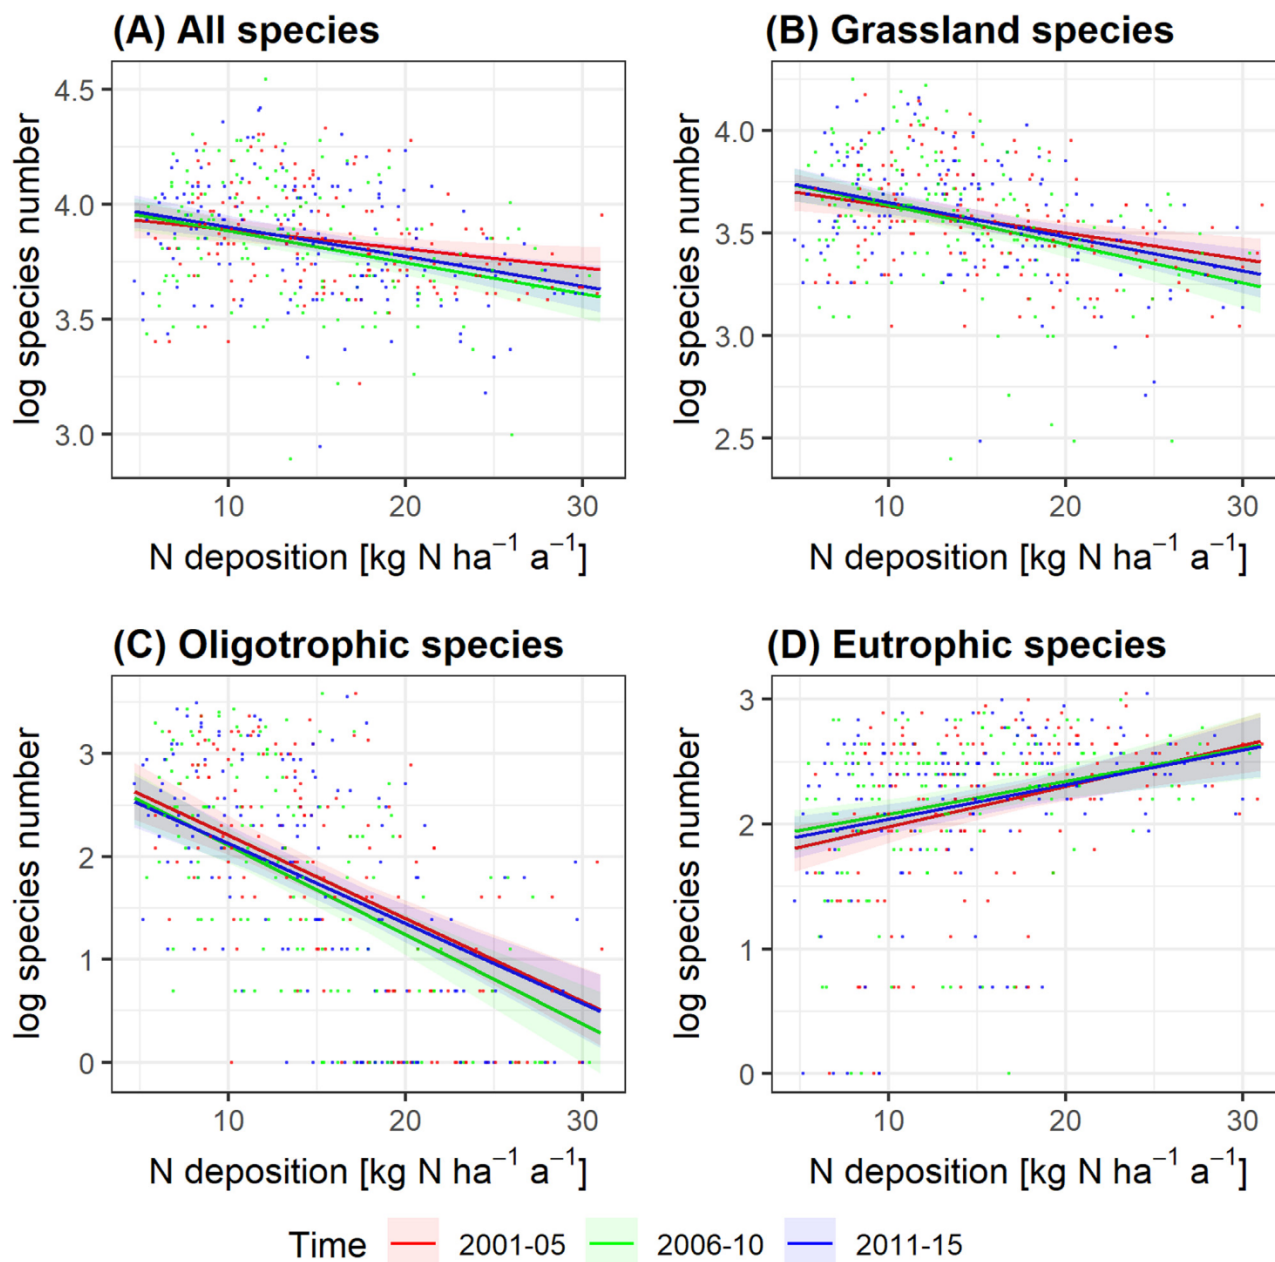 (A) All species
4.5
4.0
3.5
3.0
log species number
10 20 30
N deposition [kg N ha⁻¹ a⁻¹]
(B) Grassland species
4.0
3.5
3.0
2.5
log species number
10 20 30
N deposition [kg N ha⁻¹ a⁻¹]
(C) Oligotrophic species
3
2
1
0
log species number
10 20 30
N deposition [kg N ha⁻¹ a⁻¹]
(D) Eutrophic species
3
2
1
0
log species number
10 20 30
N deposition [kg N ha⁻¹ a⁻¹]
Time 2001-05 2006-10 2011-15